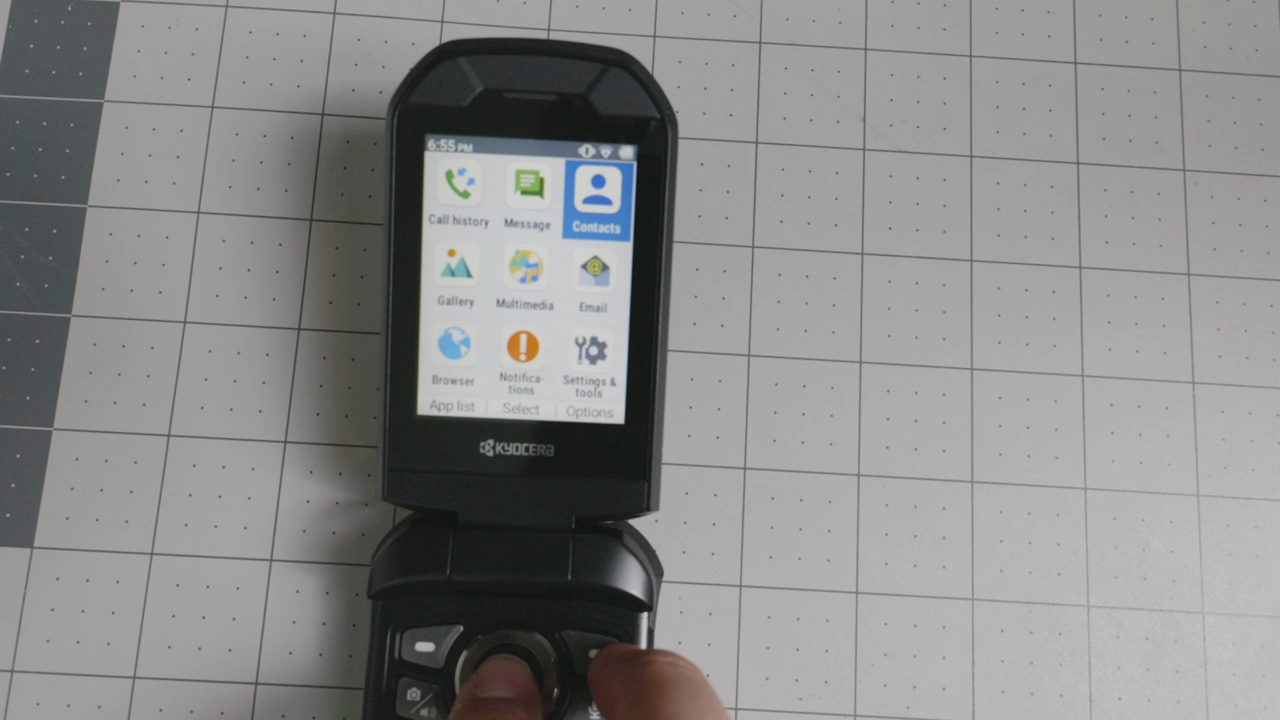 6:55 PM
Call history Message Contacts
Gallery Multimedia Email
Browser Notifica-
tions Settings &
tools
App list Select Options
KYOCERA